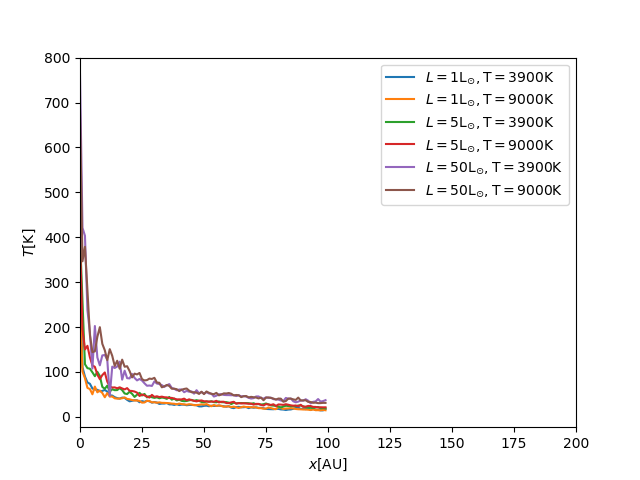 800
700
600
500
400
300
200
100
0
T[K]
0 25 50 75 100 125 150 175 200
x[AU]
L = 1L⊙, T = 3900K
L = 1L⊙, T = 9000K
L = 5L⊙, T = 3900K
L = 5L⊙, T = 9000K
L = 50L⊙, T = 3900K
L = 50L⊙, T = 9000K